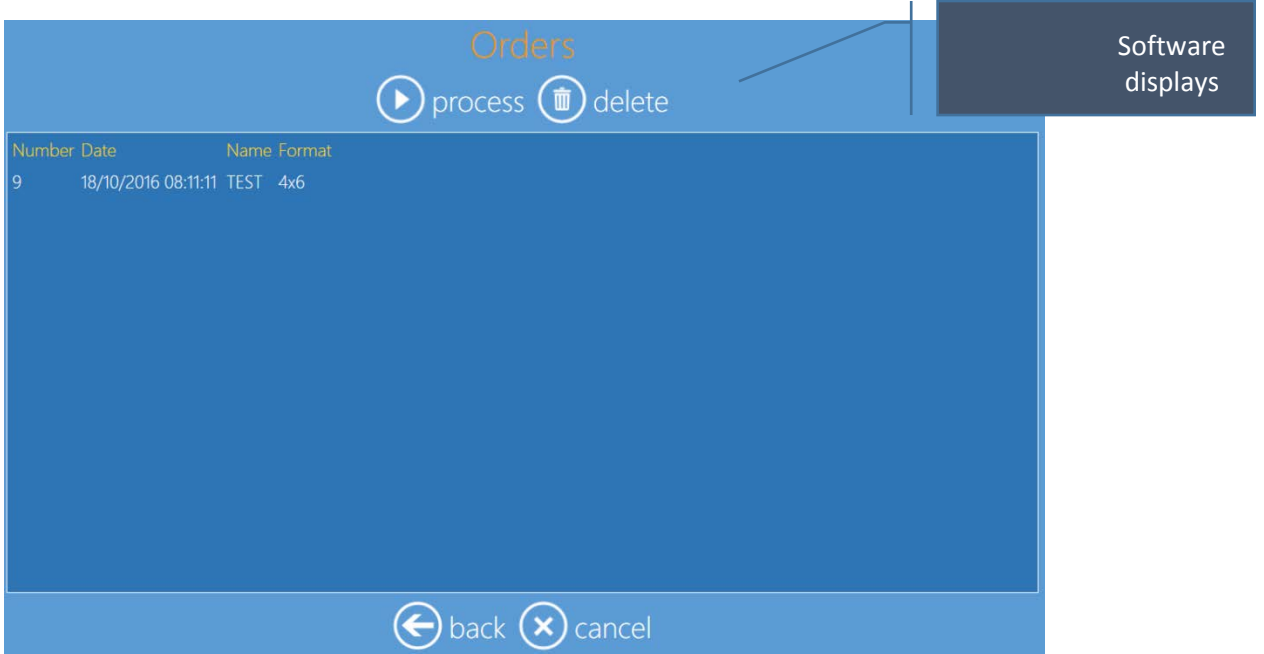 Orders
process delete
Software
displays
Number Date Name Format
9 18/10/2016 08:11:11 TEST 4x6
back cancel